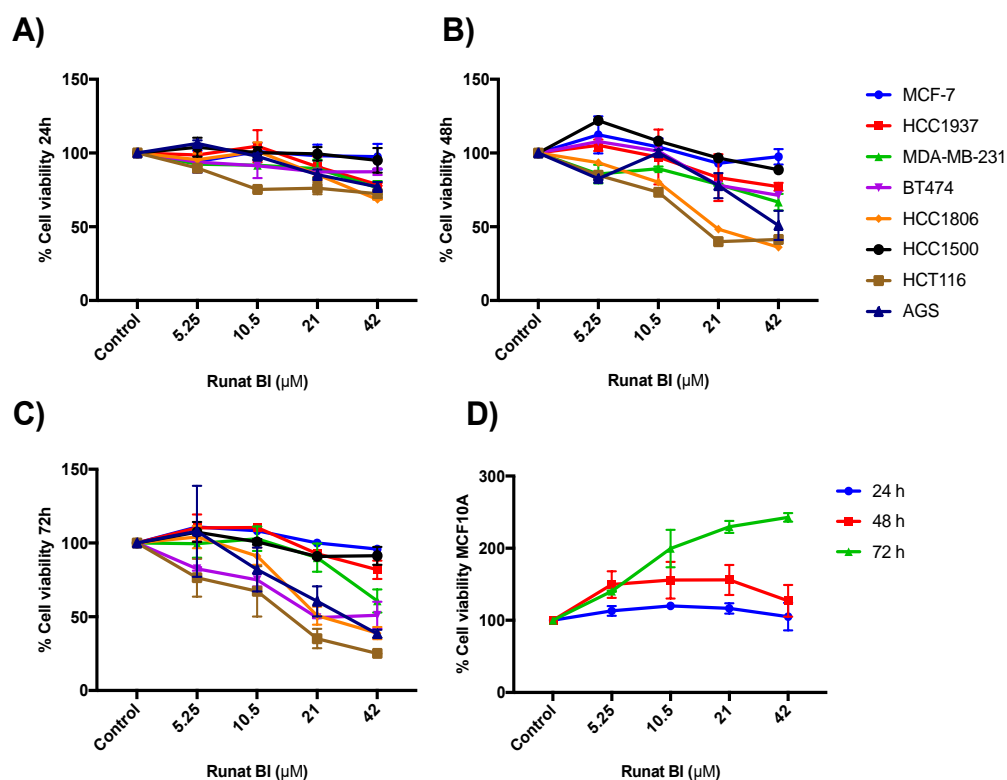 A)
% Cell viability 24h
150
100
50
0
Control
5.25
10.5
21
42
Runat BI (µM)
B)
% Cell viability 48h
150
100
50
0
Control
5.25
10.5
21
42
Runat BI (µM)
MCF-7
HCC1937
MDA-MB-231
BT474
HCC1806
HCC1500
HCT116
AGS
C)
% Cell viability 72h
150
100
50
0
Control
5.25
10.5
21
42
Runat BI (µM)
D)
% Cell viability MCF10A
300
200
100
0
Control
5.25
10.5
21
42
Runat BI (µM)
24 h
48 h
72 h